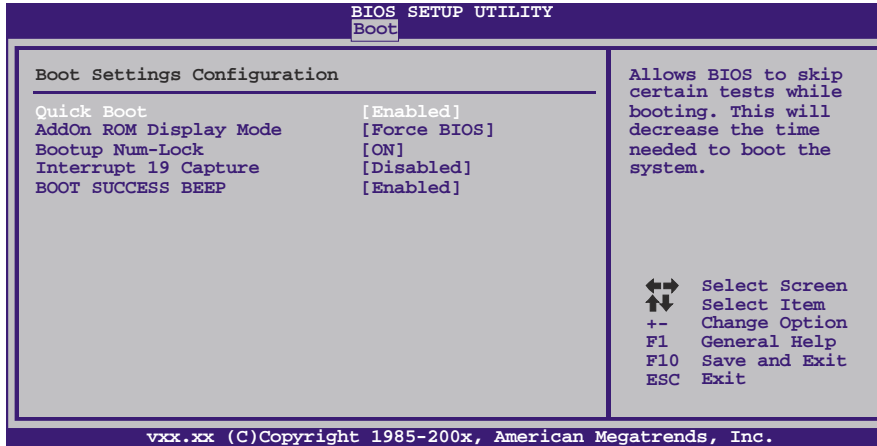 BIOS SETUP UTILITY
Boot
Boot Settings Configuration
Quick Boot [Enabled]
AddOn ROM Display Mode [Force BIOS]
Bootup Num-Lock [ON]
Interrupt 19 Capture [Disabled]
BOOT SUCCESS BEEP [Enabled]
Allows BIOS to skip
certain tests while
booting. This will
decrease the time
needed to boot the
system.
Select Screen
Select Item
+- Change Option
F1 General Help
F10 Save and Exit
ESC Exit
vxx.xx (C)Copyright 1985-200x, American Megatrends, Inc.